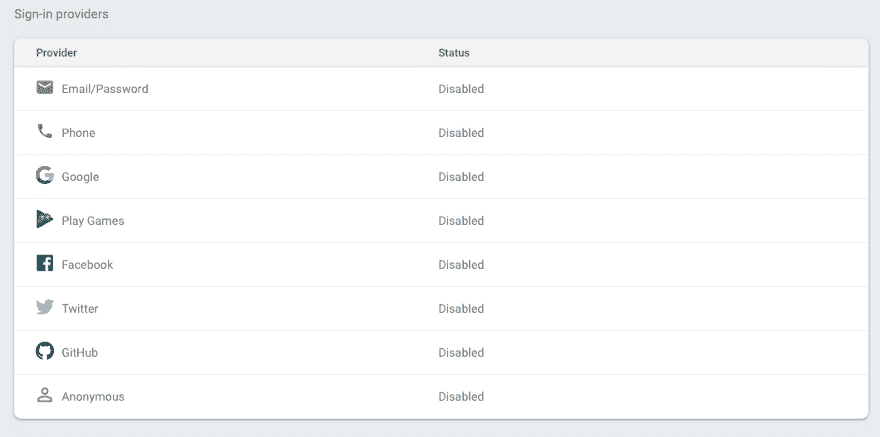 Sign-in providers
Provider Status
Email/Password Disabled
Phone Disabled
Google Disabled
Play Games Disabled
Facebook Disabled
Twitter Disabled
GitHub Disabled
Anonymous Disabled